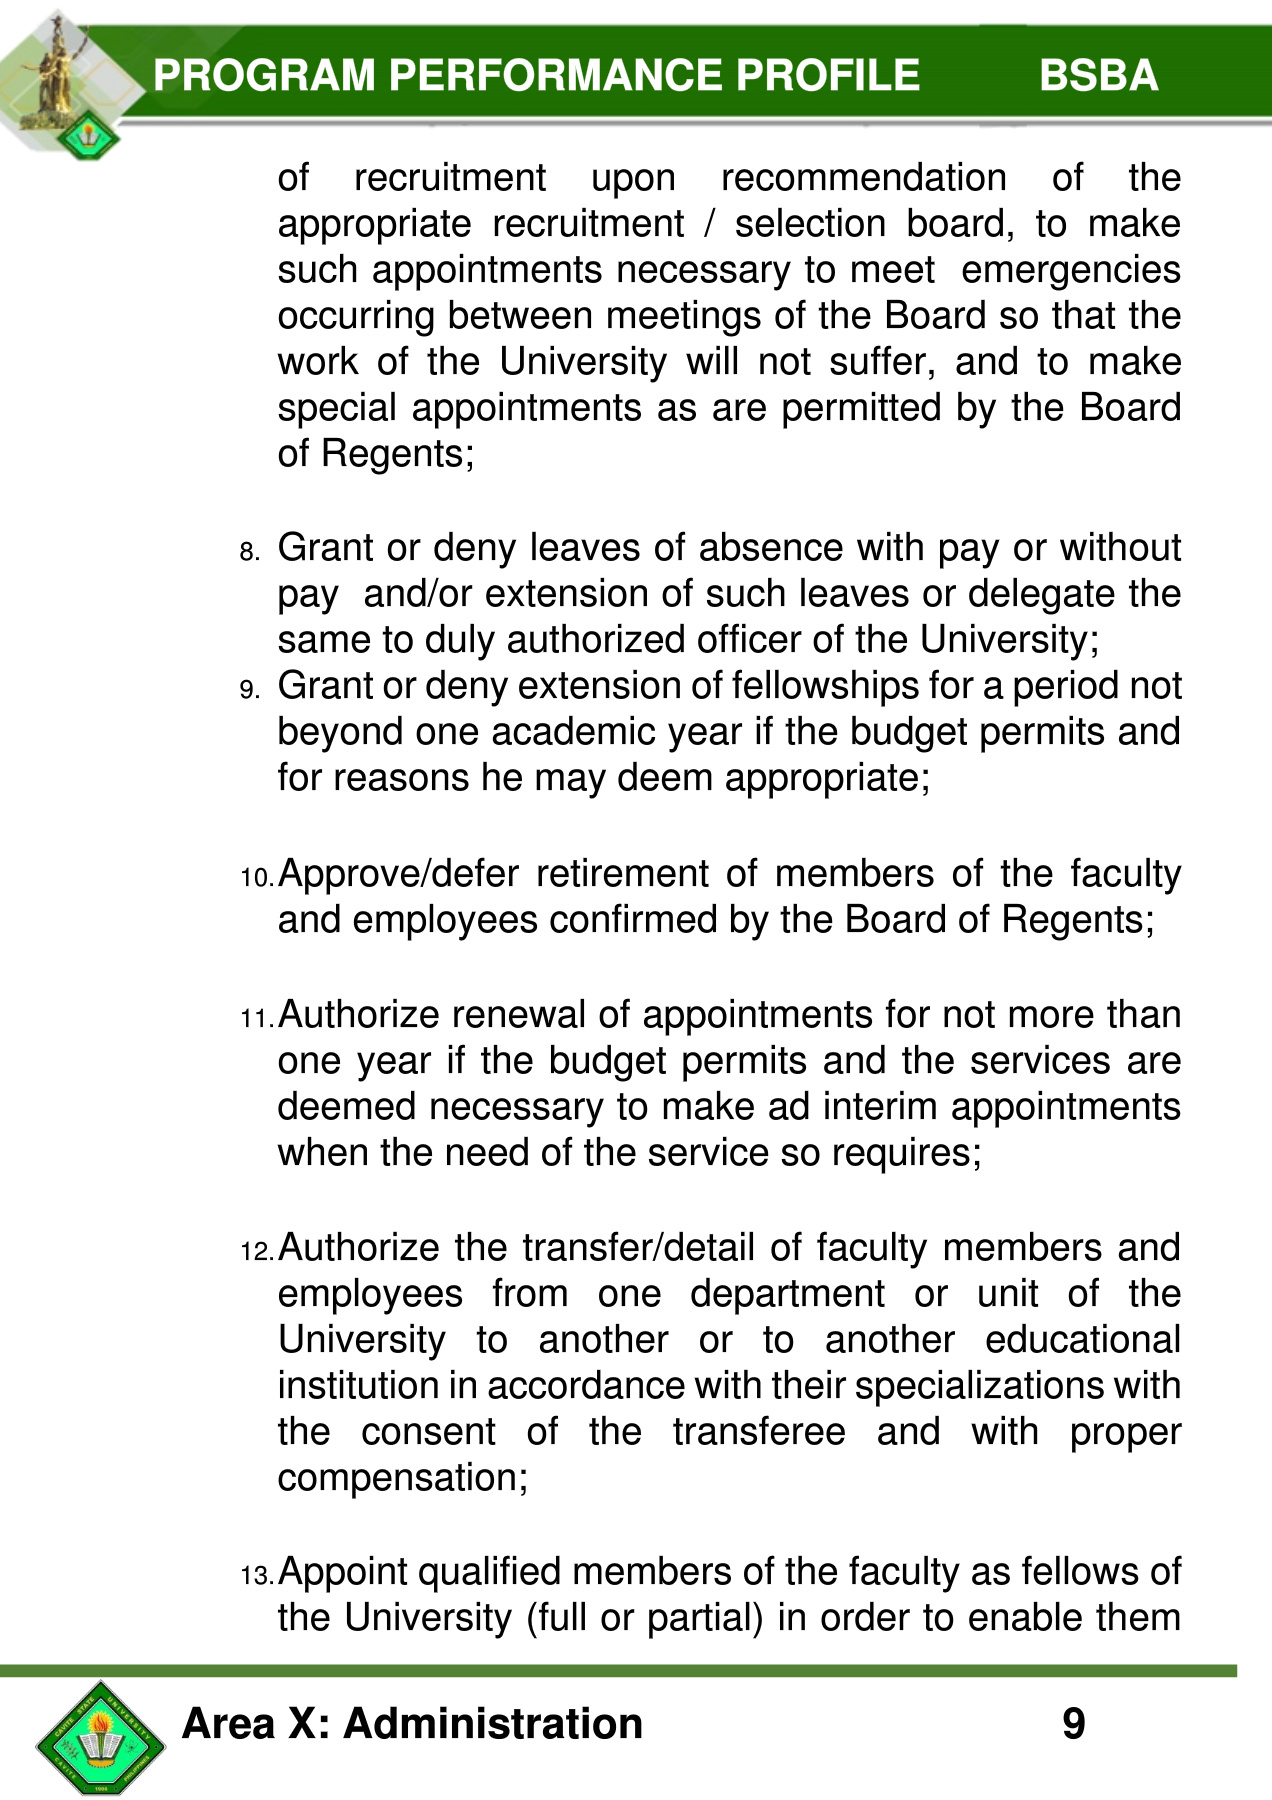 PROGRAM PERFORMANCE PROFILE BSBA
of recruitment upon recommendation of the
appropriate recruitment / selection board, to make
such appointments necessary to meet emergencies
occurring between meetings of the Board so that the
work of the University will not suffer, and to make
special appointments as are permitted by the Board
of Regents;
8. Grant or deny leaves of absence with pay or without
pay and/or extension of such leaves or delegate the
same to duly authorized officer of the University;
9. Grant or deny extension of fellowships for a period not
beyond one academic year if the budget permits and
for reasons he may deem appropriate;
10. Approve/defer retirement of members of the faculty
and employees confirmed by the Board of Regents;
11. Authorize renewal of appointments for not more than
one year if the budget permits and the services are
deemed necessary to make ad interim appointments
when the need of the service so requires;
12. Authorize the transfer/detail of faculty members and
employees from one department or unit of the
University to another or to another educational
institution in accordance with their specializations with
the consent of the transferee and with proper
compensation;
13. Appoint qualified members of the faculty as fellows of
the University (full or partial) in order to enable them
CAVITE STATE UNIVERSITY
CAVITE PHILIPPINES
1906
Area X: Administration 9